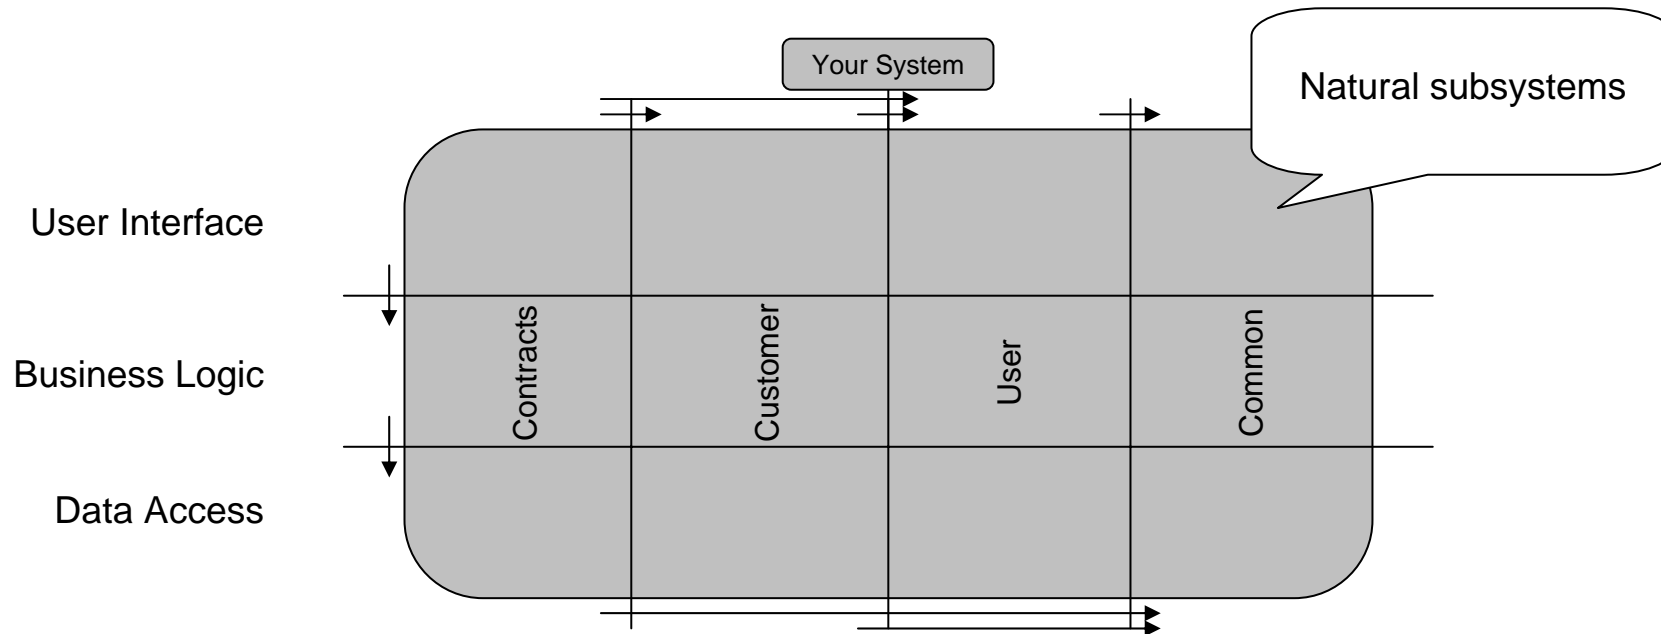 Your System
Natural subsystems
User Interface
Business Logic
Data Access
Contracts
Customer
User
Common